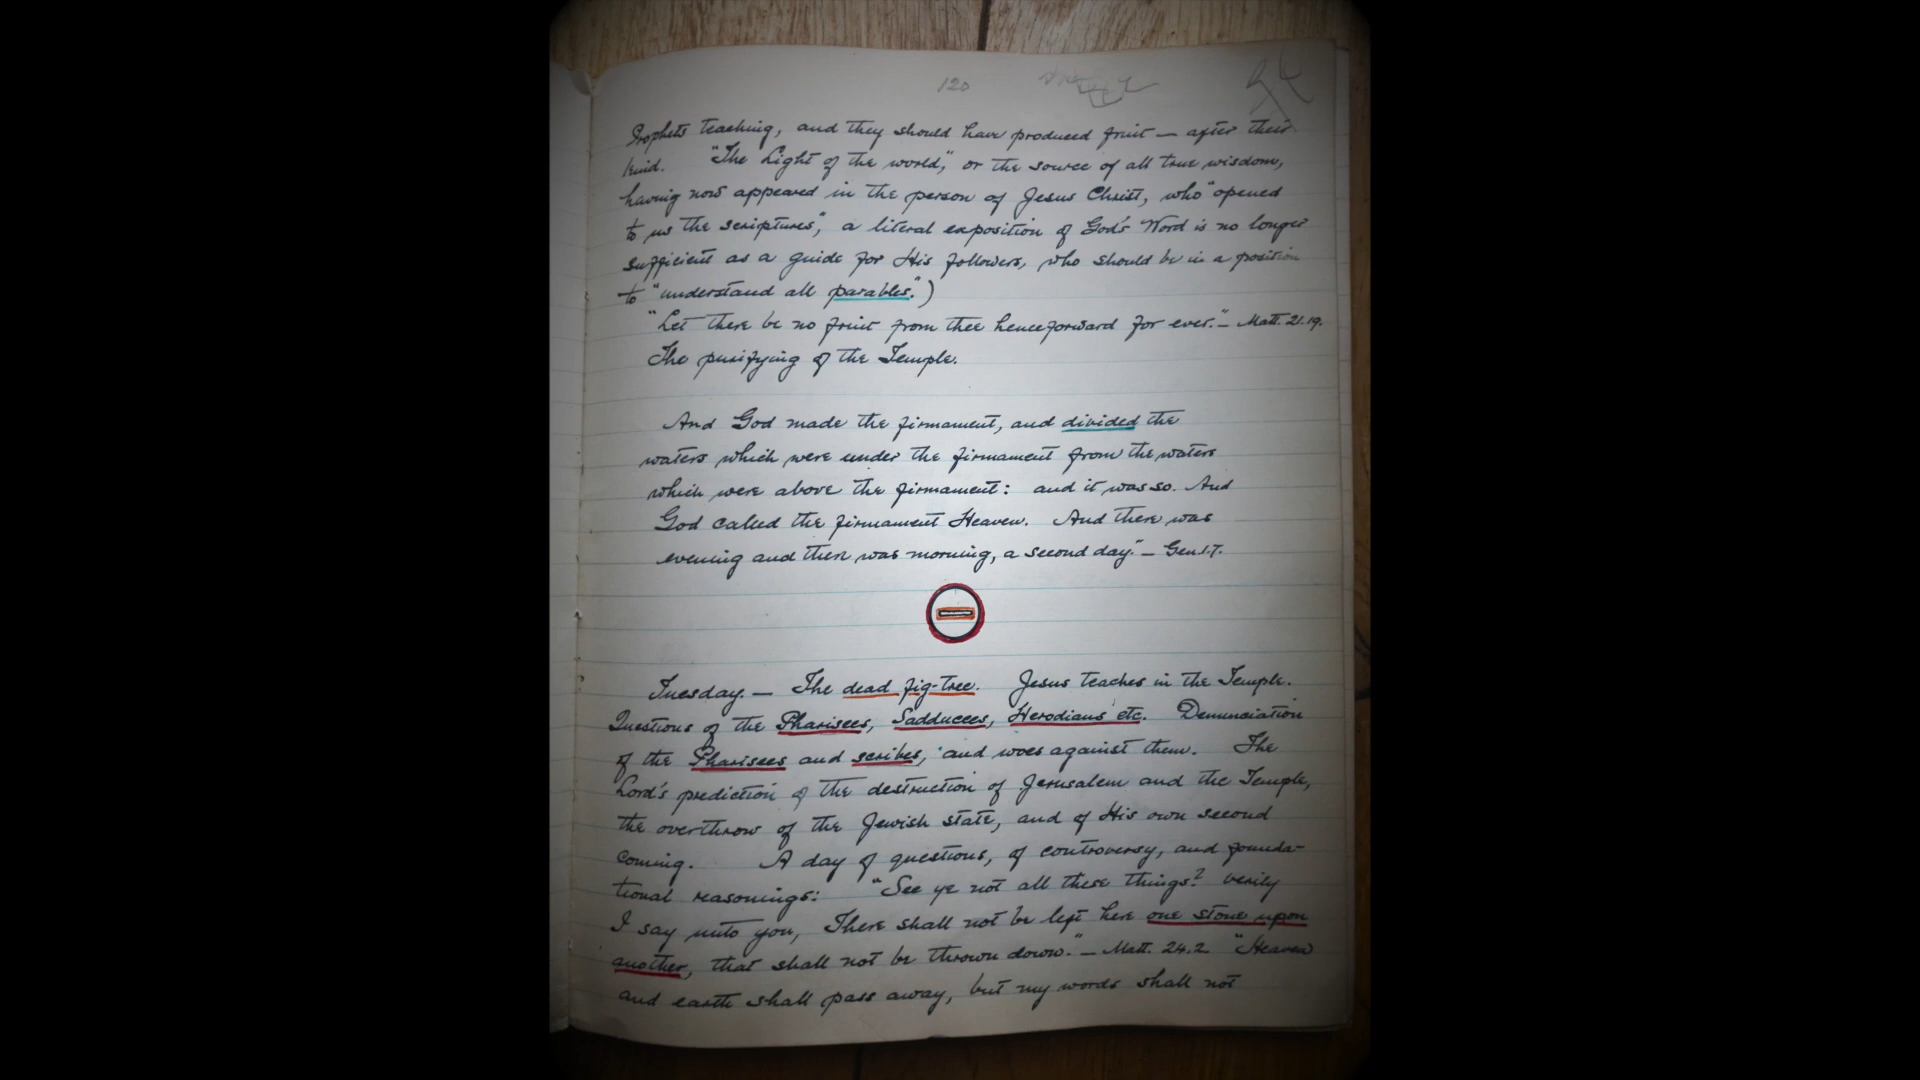 120
Prophets teaching, and they should have produced fruit — after their
kind. "The Light of the world," or the source of all true wisdom,
having now appeared in the person of Jesus Christ, who "opened
to us the scriptures", a literal exposition of God's Word is no longer
sufficient as a guide for His followers, who should be in a position
to "understand all parables".)
"Let there be no fruit from thee henceforward for ever." — Matt. 21.19.
The purifying of the Temple.
And God made the firmament, and divided the
waters which were under the firmament from the waters
which were above the firmament: and it was so. And
God called the firmament Heaven. And there was
evening and there was morning, a second day." — Gen.1.7.
Tuesday. — The dead fig-tree. Jesus teaches in the Temple.
Questions of the Pharisees, Sadducees, Herodians etc. Denunciation
of the Pharisees and scribes, and woes against them. The
Lord's prediction of the destruction of Jerusalem and the Temple,
the overthrow of the Jewish state, and of His own second
coming. A day of questions, of controversy, and founda-
tional reasonings: "See ye not all these things? verily
I say unto you, There shall not be left here one stone upon
another, that shall not be thrown down." — Matt. 24.2 "Heaven
and earth shall pass away, but my words shall not